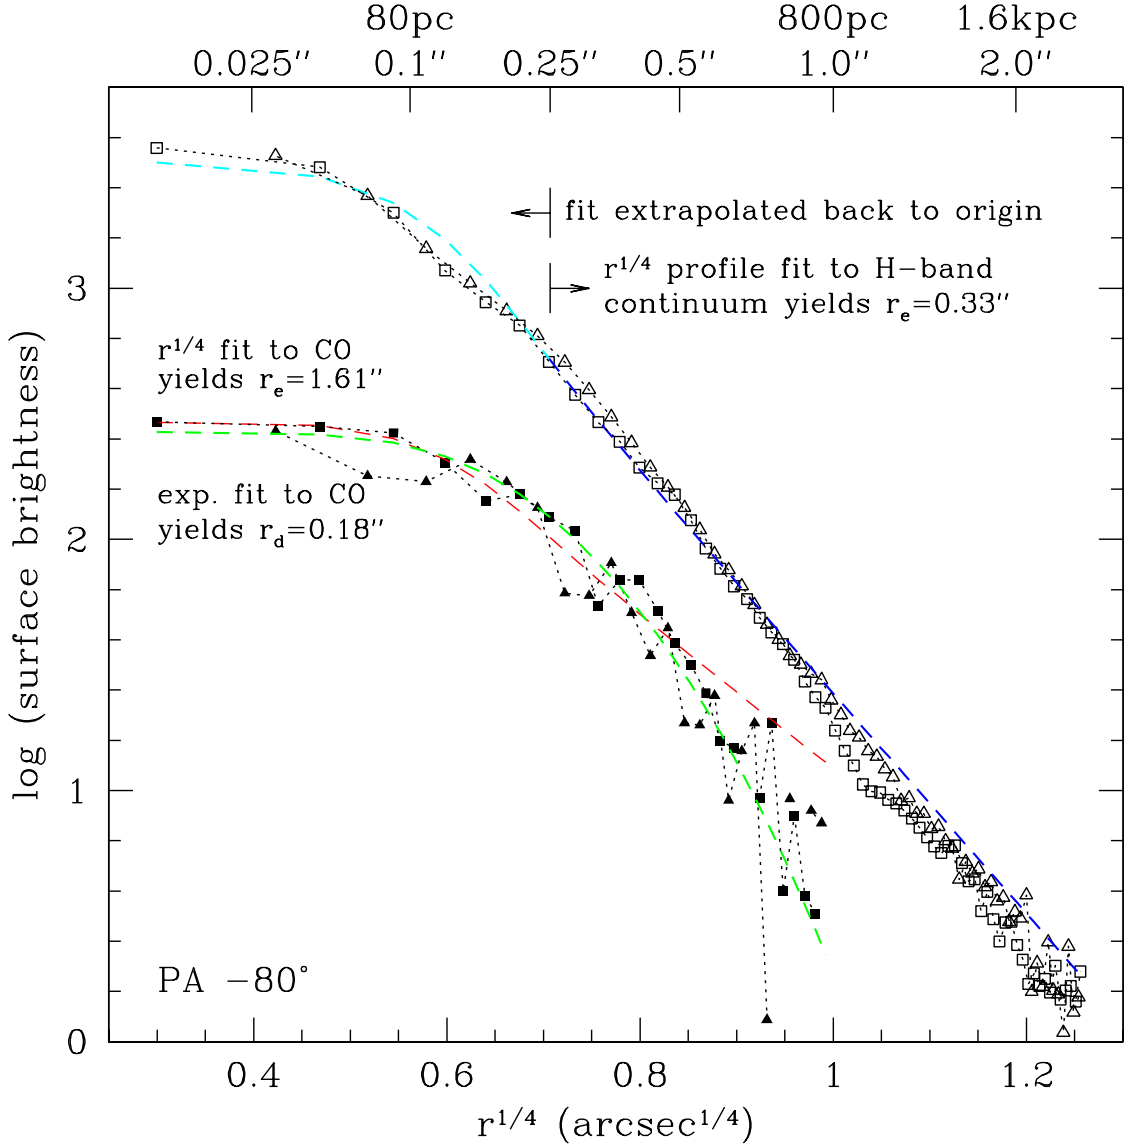 80pc 800pc 1.6kpc
0.025″ 0.1″ 0.25″ 0.5″ 1.0″ 2.0″
fit extrapolated back to origin
r^1/4 profile fit to H−band
continuum yields r_e=0.33″
3
r^1/4 fit to CO
yields r_e=1.61″
exp. fit to CO
yields r_d=0.18″
2
log (surface brightness)
1
PA −80°
0
0.4 0.6 0.8 1 1.2
r^1/4 (arcsec^1/4)